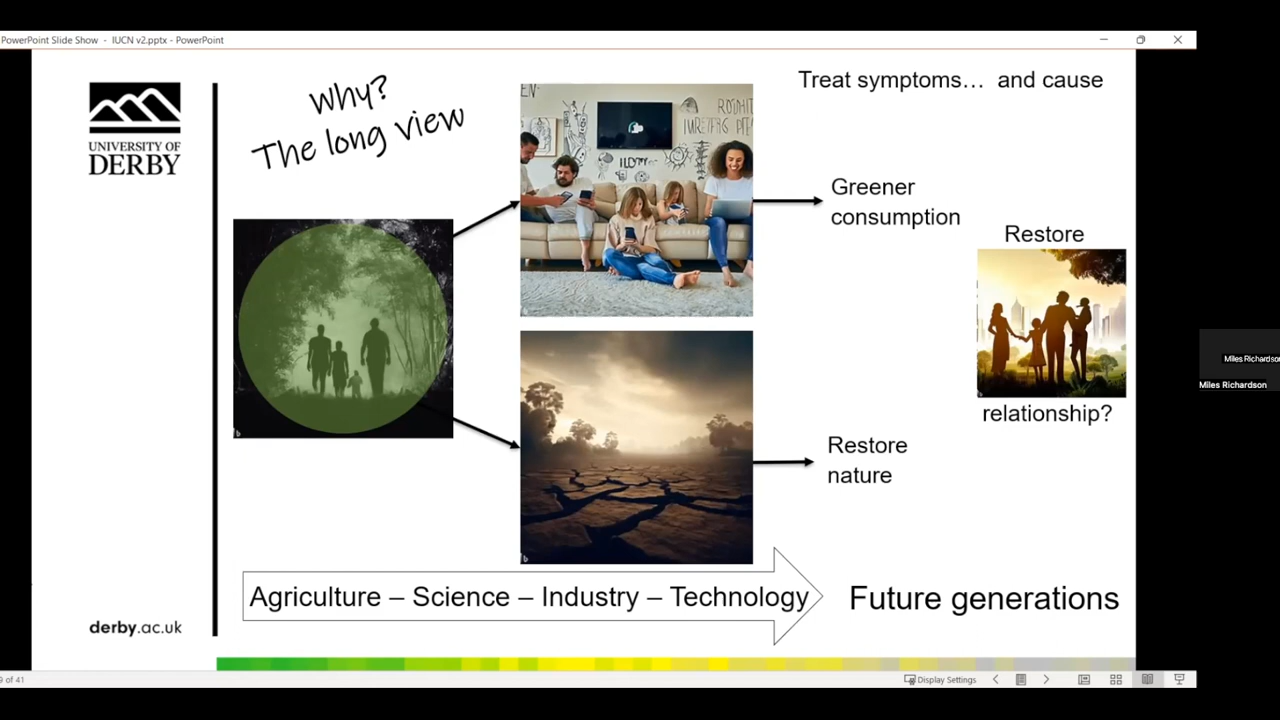 PowerPoint Slide Show - IUCN v2.pptx - PowerPoint
UNIVERSITY OF
DERBY
Why?
The long view
Treat symptoms… and cause
Greener
consumption
Restore
relationship?
Restore
nature
Agriculture – Science – Industry – Technology
Future generations
derby.ac.uk
Miles Richardson
Miles Richardson
of 41
Display Settings